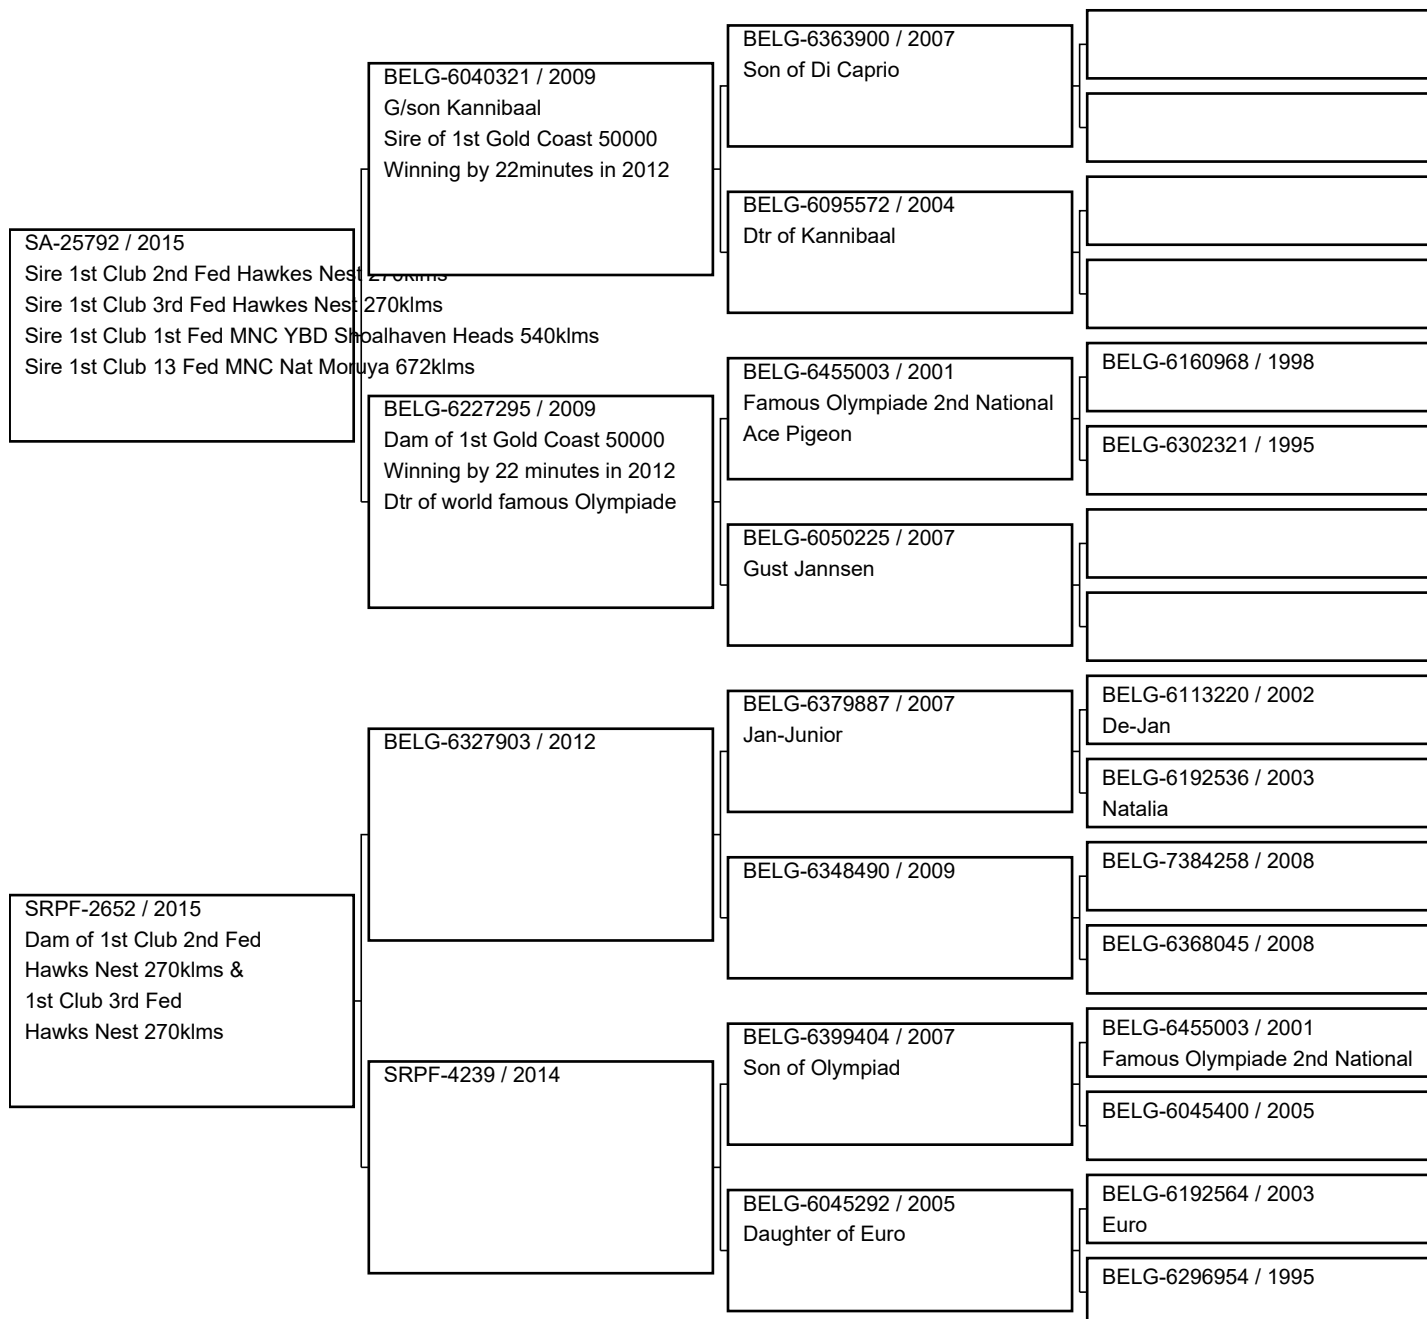 SA-25792 / 2015
Sire 1st Club 2nd Fed Hawkes Nest 270klms
Sire 1st Club 3rd Fed Hawkes Nest 270klms
Sire 1st Club 1st Fed MNC YBD Shoalhaven Heads 540klms
Sire 1st Club 13 Fed MNC Nat Moruya 672klms
SRPF-2652 / 2015
Dam of 1st Club 2nd Fed
Hawks Nest 270klms &
1st Club 3rd Fed
Hawks Nest 270klms
BELG-6040321 / 2009
G/son Kannibaal
Sire of 1st Gold Coast 50000
Winning by 22minutes in 2012
BELG-6227295 / 2009
Dam of 1st Gold Coast 50000
Winning by 22 minutes in 2012
Dtr of world famous Olympiade
BELG-6327903 / 2012
SRPF-4239 / 2014
BELG-6363900 / 2007
Son of Di Caprio
BELG-6095572 / 2004
Dtr of Kannibaal
BELG-6455003 / 2001
Famous Olympiade 2nd National
Ace Pigeon
BELG-6050225 / 2007
Gust Jannsen
BELG-6379887 / 2007
Jan-Junior
BELG-6348490 / 2009
BELG-6399404 / 2007
Son of Olympiad
BELG-6045292 / 2005
Daughter of Euro
BELG-6160968 / 1998
BELG-6302321 / 1995
BELG-6113220 / 2002
De-Jan
BELG-6192536 / 2003
Natalia
BELG-7384258 / 2008
BELG-6368045 / 2008
BELG-6455003 / 2001
Famous Olympiade 2nd National
BELG-6045400 / 2005
BELG-6192564 / 2003
Euro
BELG-6296954 / 1995